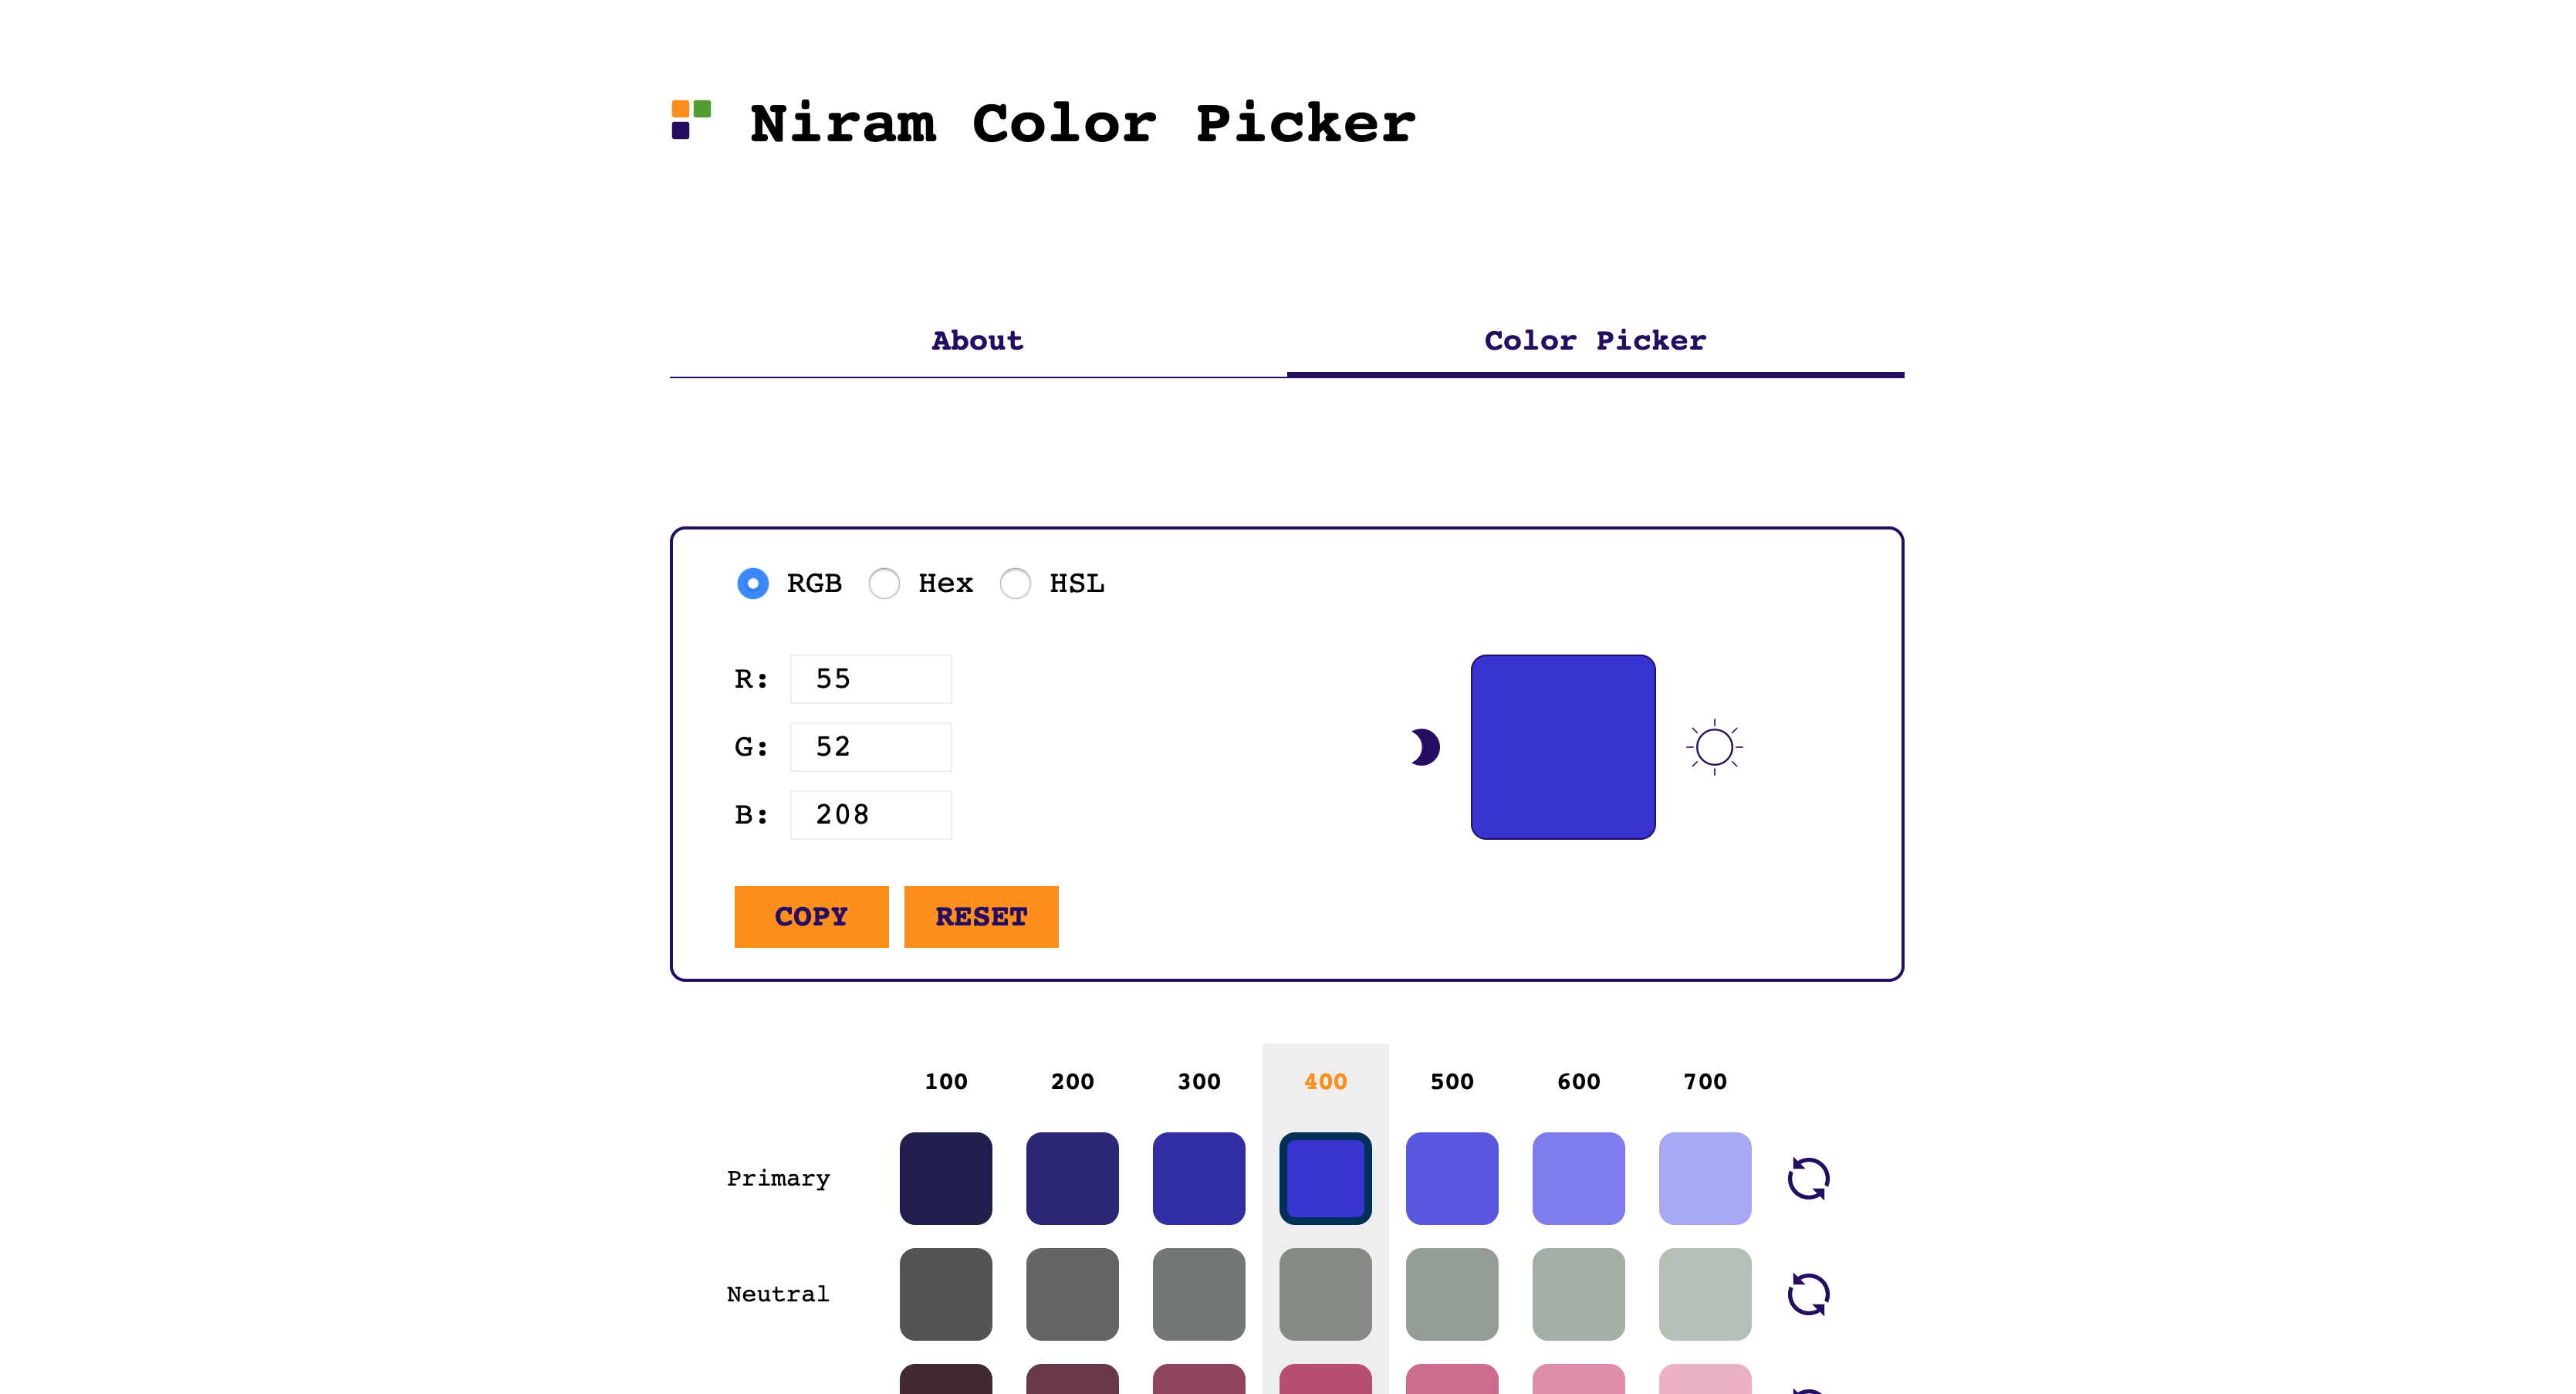 Niram Color Picker
About Color Picker
RGB Hex HSL
R: 55
G: 52
B: 208
COPY RESET
100 200 300 400 500 600 700
Primary
Neutral